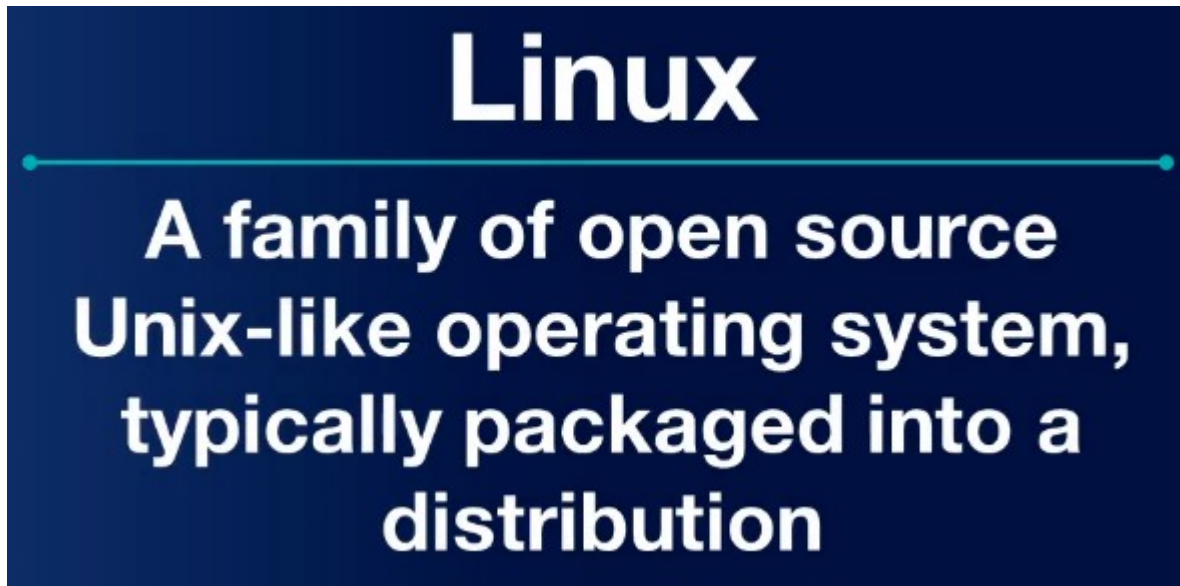 Linux
A family of open source
Unix-like operating system,
typically packaged into a
distribution